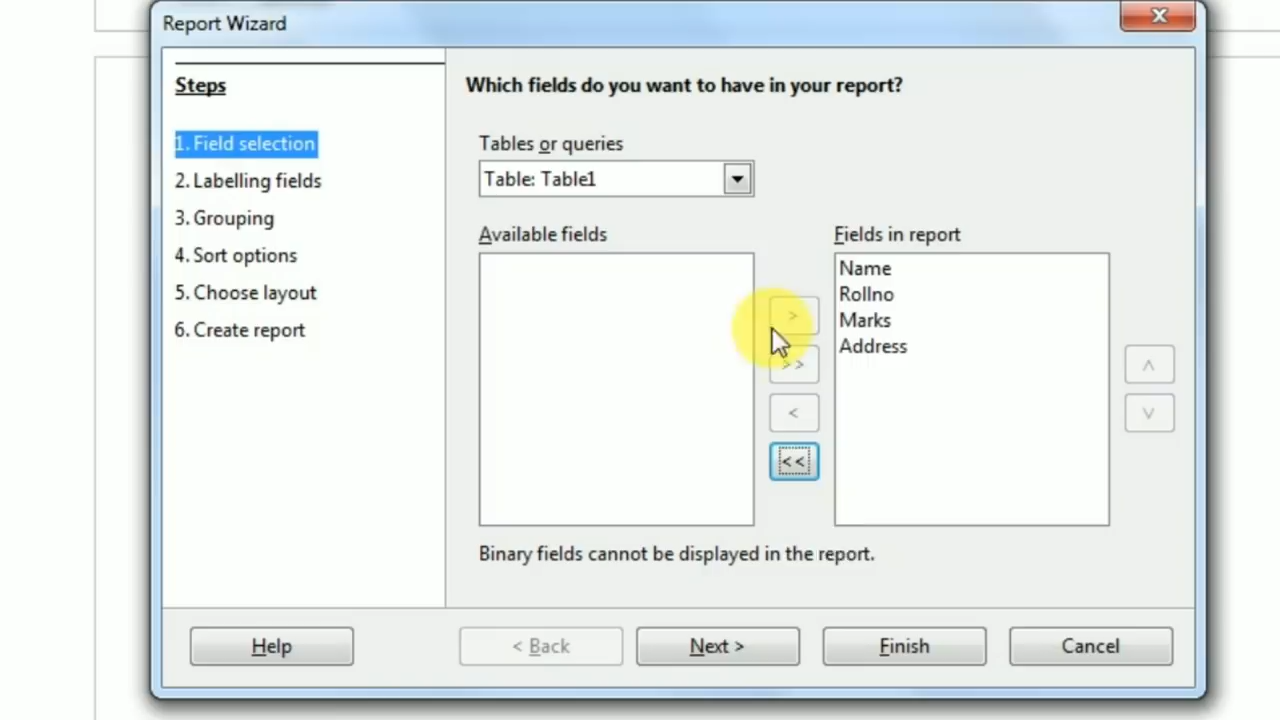 Report Wizard
Steps
1. Field selection
2. Labelling fields
3. Grouping
4. Sort options
5. Choose layout
6. Create report
Which fields do you want to have in your report?
Tables or queries
Table: Table1
Available fields
Fields in report
Name
Rollno
Marks
Address
>
>>
<
<<
^
v
Binary fields cannot be displayed in the report.
Help
< Back
Next >
Finish
Cancel